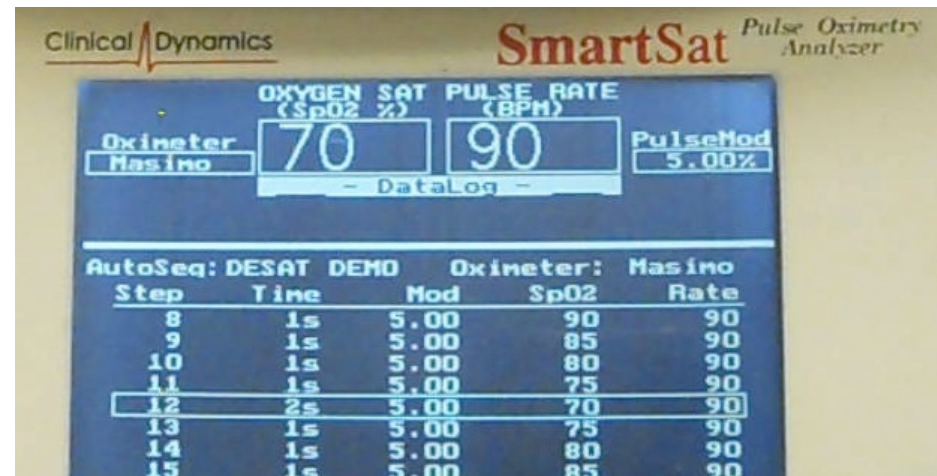 Clinical Dynamics
SmartSat Pulse Oximetry Analyzer
OXYGEN SAT PULSE RATE
(SpO2 %) (BPM)
Oximeter 70 90 PulseMod
Masimo 5.00%
- DataLog -
AutoSeq: DESAT DEMO Oximeter: Masimo
Step Time Mod SpO2 Rate
8 1s 5.00 90 90
9 1s 5.00 85 90
10 1s 5.00 80 90
11 1s 5.00 75 90
12 2s 5.00 70 90
13 1s 5.00 75 90
14 1s 5.00 80 90
15 1s 5.00 85 90